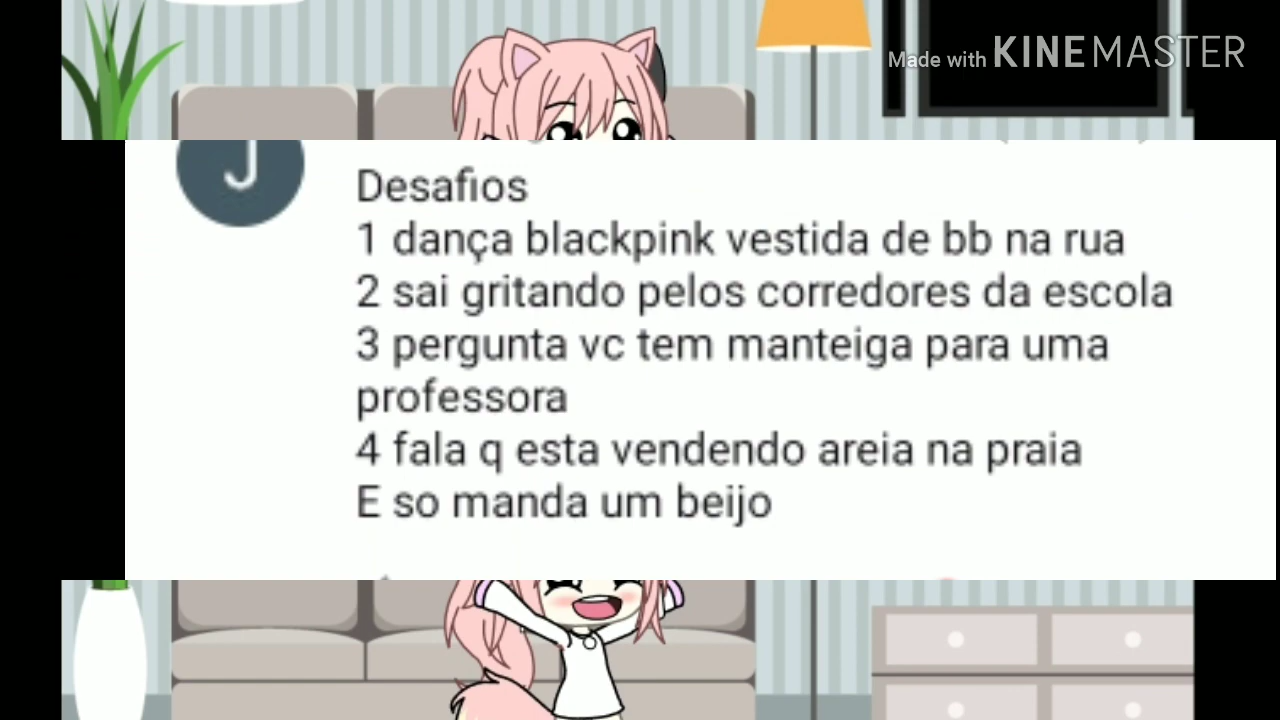 Made with KINEMASTER
J
Desafios
1 dança blackpink vestida de bb na rua
2 sai gritando pelos corredores da escola
3 pergunta vc tem manteiga para uma
professora
4 fala q esta vendendo areia na praia
E so manda um beijo